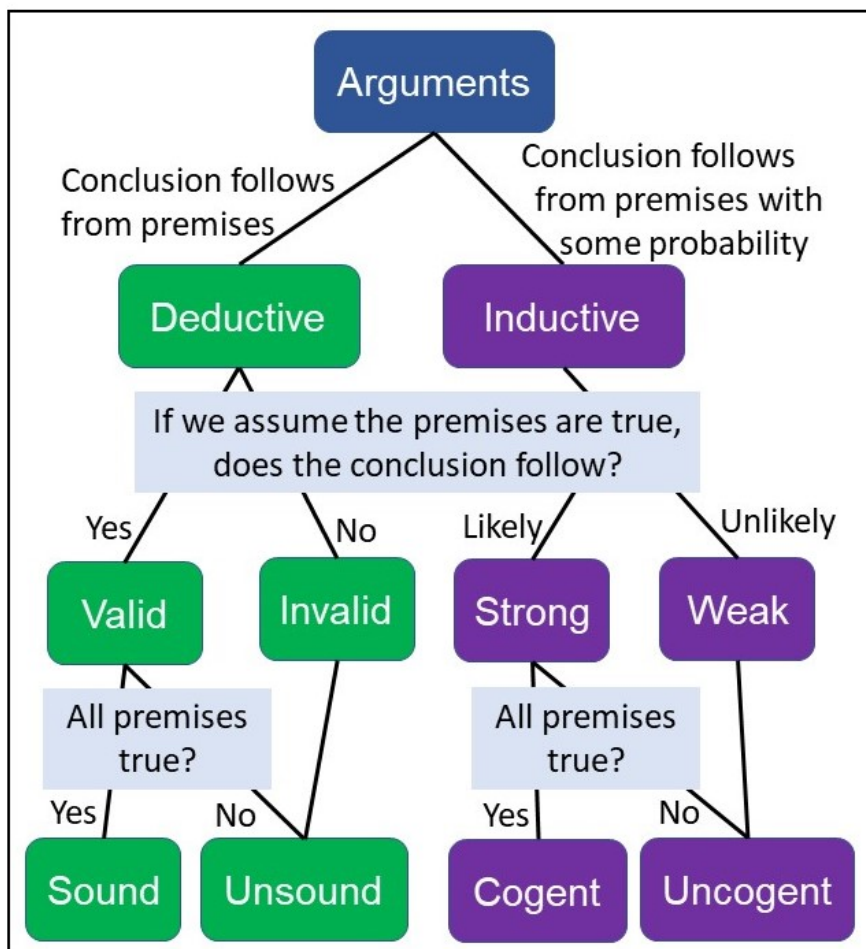 Arguments
Conclusion follows
from premises
Conclusion follows
from premises with
some probability
Deductive
Inductive
If we assume the premises are true,
does the conclusion follow?
Yes
No
Likely
Unlikely
Valid
Invalid
Strong
Weak
All premises
true?
All premises
true?
Yes
No
Yes
No
Sound
Unsound
Cogent
Uncogent